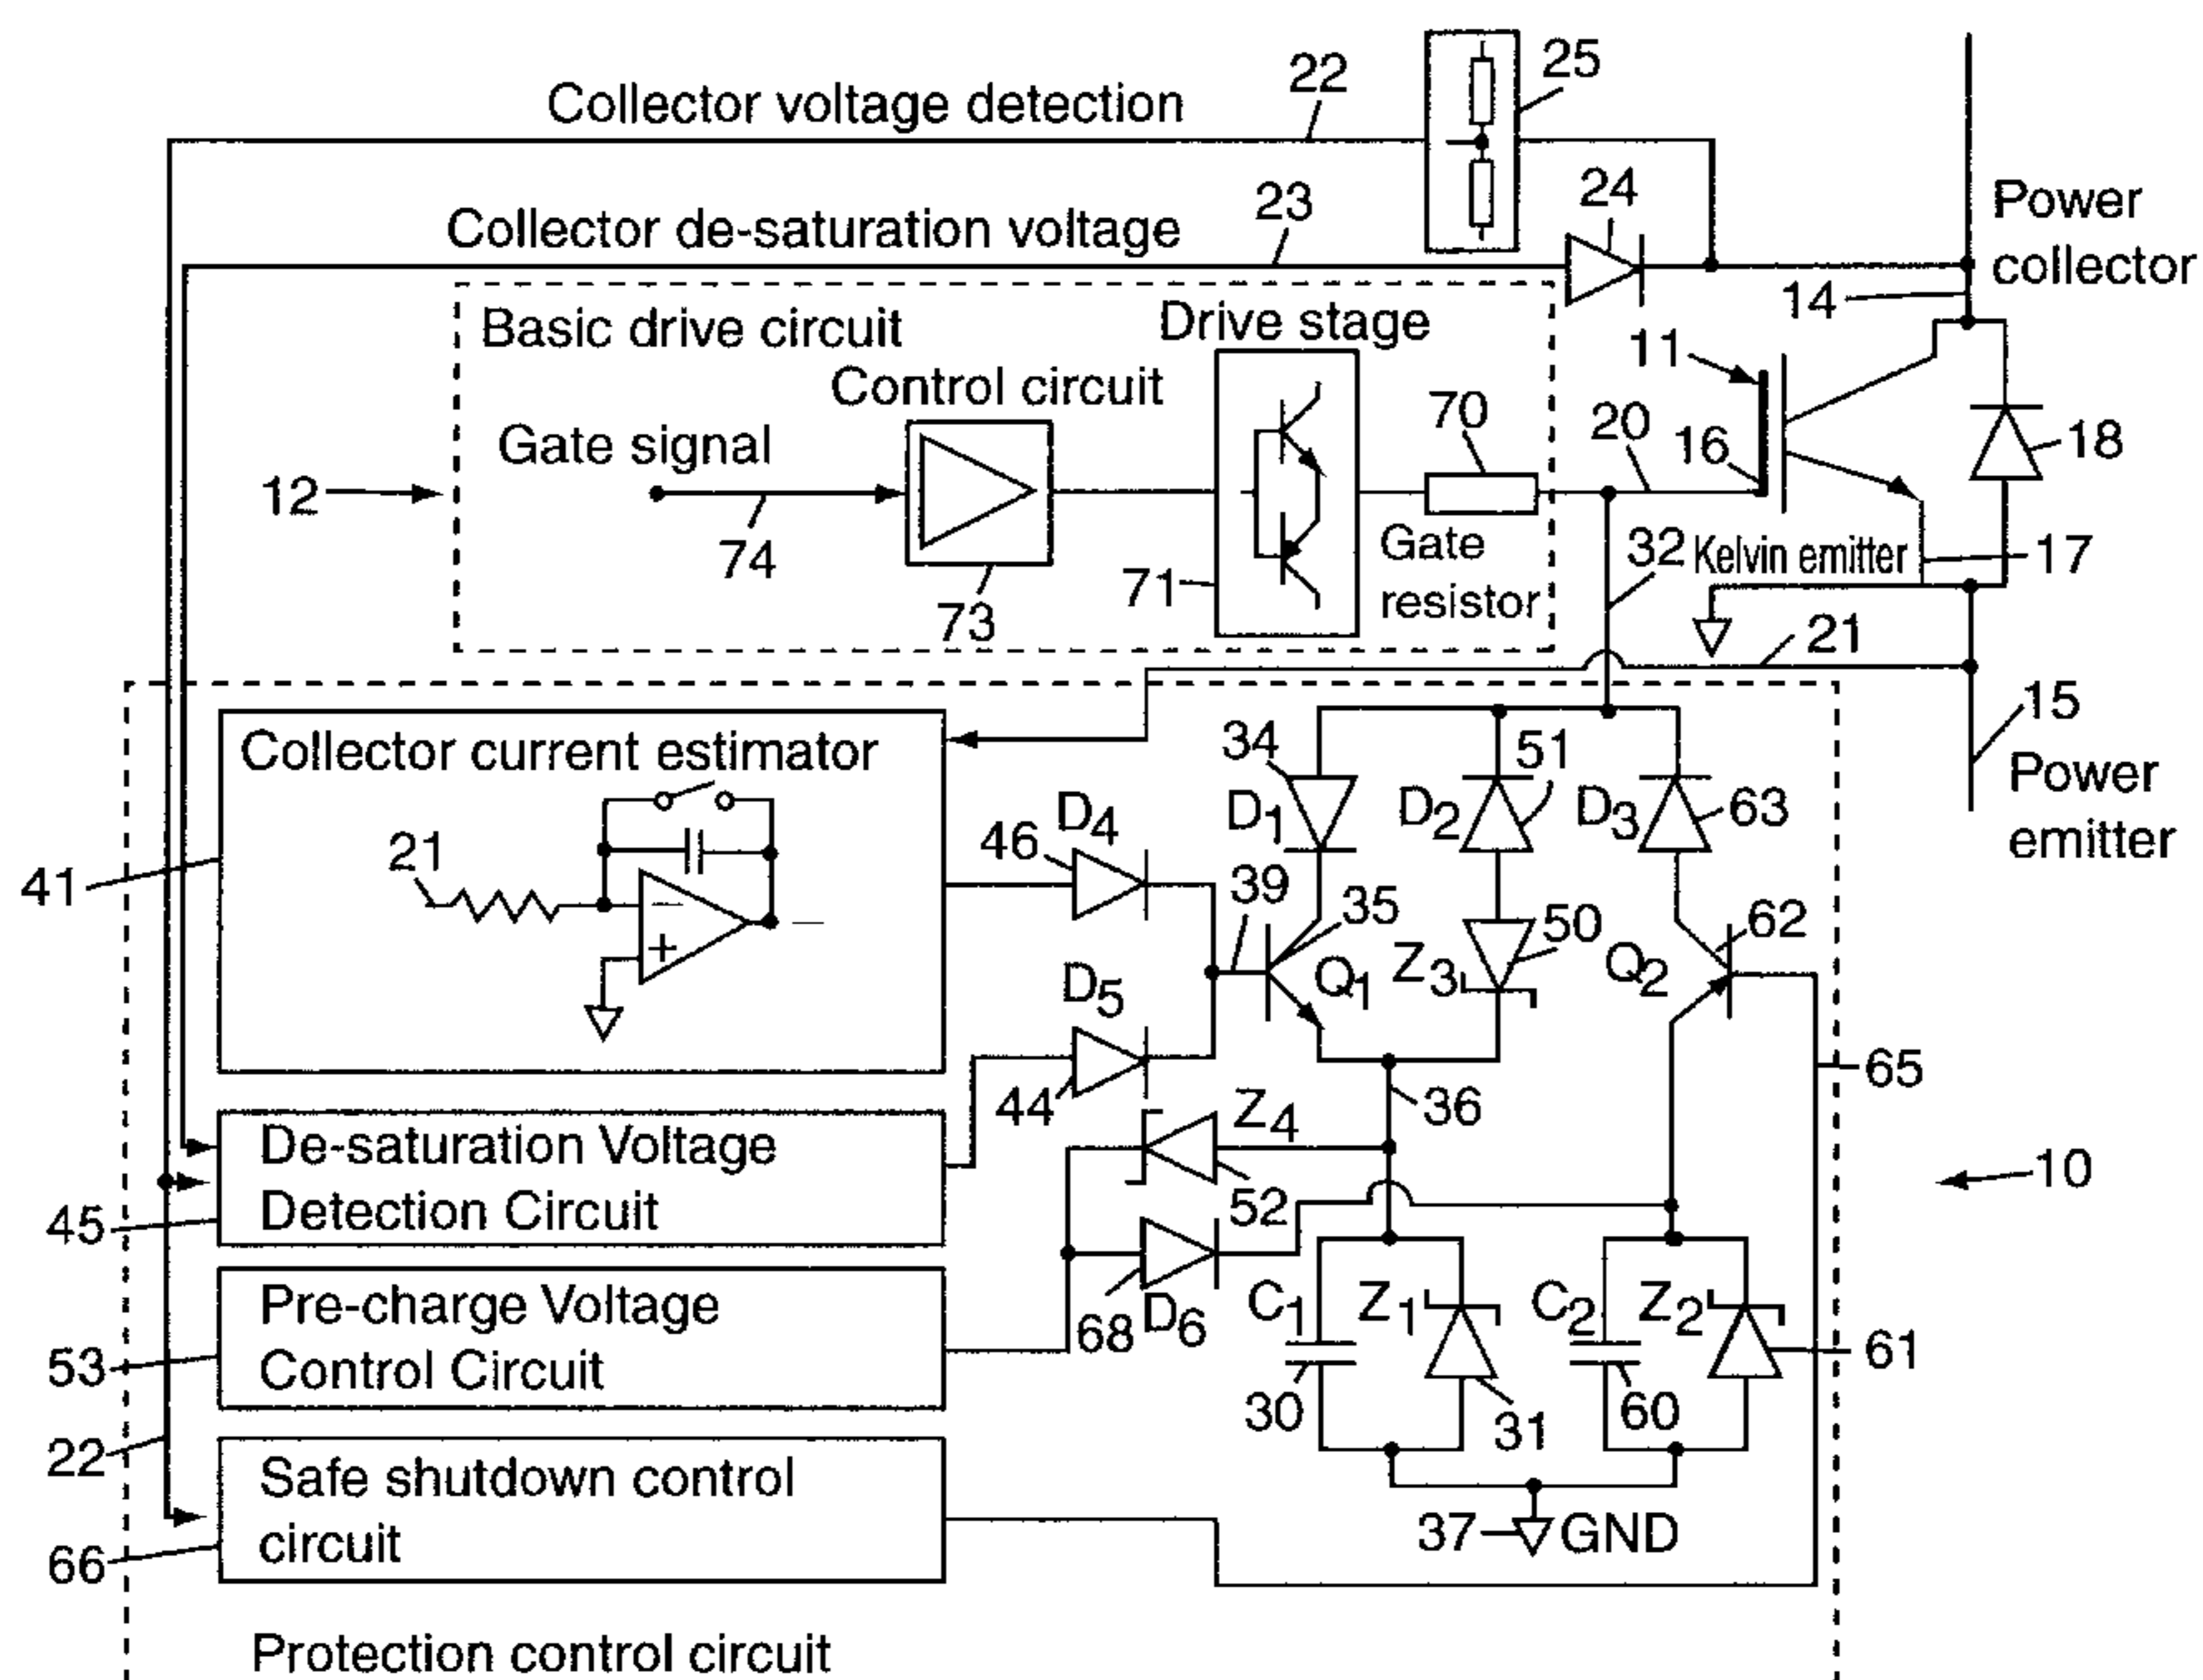 25
22
Collector voltage detection
24
23
Power
collector
Collector de-saturation voltage
14
Basic drive circuit
Drive stage
11
Control circuit
70
20
16
18
Gate signal
12
74
73
71
Gate
resistor
32
Kelvin emitter
17
21
15
Power
emitter
Collector current estimator
21
−
+
41
34
D1
51
D2
D3
63
46
D4
39
35
Q1
Z3
50
Q2
62
D5
44
65
36
De-saturation Voltage
Detection Circuit
45
Z4
52
10
Pre-charge Voltage
Control Circuit
53
68
D6
C1
Z1
C2
Z2
61
30
31
60
22
Safe shutdown control
circuit
66
37
GND
Protection control circuit